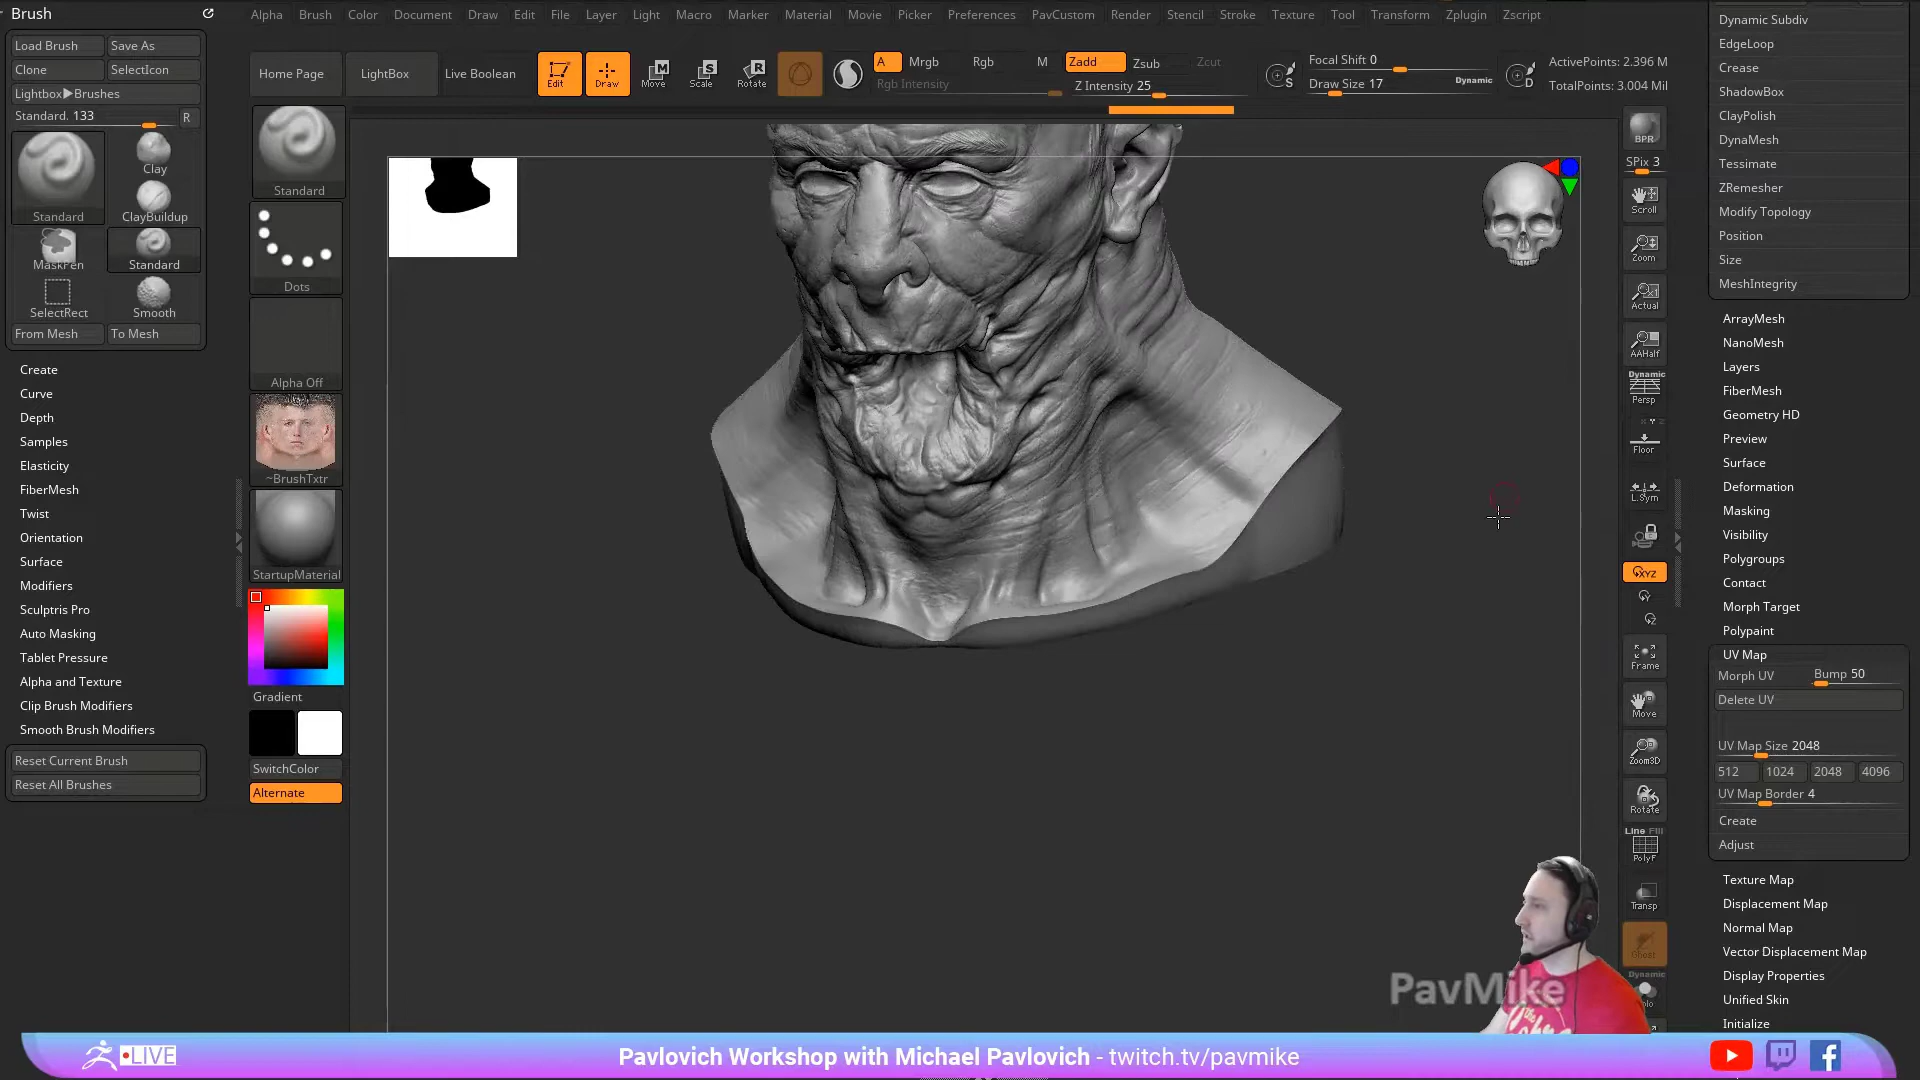 Brush
Alpha Brush Color Document Draw Edit File Layer Light Macro Marker Material Movie Picker Preferences PavCustom Render Stencil Stroke Texture Tool Transform Zplugin Zscript
Load Brush Save As
Clone SelectIcon
Lightbox▶Brushes
Standard. 133 R
Clay
Standard ClayBuildup
MaskPen Standard
SelectRect Smooth
From Mesh To Mesh
Create
Curve
Depth
Samples
Elasticity
FiberMesh
Twist
Orientation
Surface
Modifiers
Sculptris Pro
Auto Masking
Tablet Pressure
Alpha and Texture
Clip Brush Modifiers
Smooth Brush Modifiers
Reset Current Brush
Reset All Brushes
Home Page LightBox Live Boolean
Edit Draw Move Scale Rotate
A Mrgb Rgb M Zadd Zsub Zcut
Rgb Intensity Z Intensity 25
Focal Shift 0
Draw Size 17 Dynamic
S D
ActivePoints: 2.396 M
TotalPoints: 3.004 Mil
Standard
Dots
Alpha Off
~BrushTxtr
StartupMaterial
Gradient
SwitchColor
Alternate
BPR
SPix 3
Scroll
Zoom
Actual
AAHalf
Dynamic
Persp
Floor
L.Sym
XYZ
Y
Z
Frame
Move
Zoom3D
Rotate
Line Fill
PolyF
Transp
Ghost
Dynamic
Dynamic Subdiv
EdgeLoop
Crease
ShadowBox
ClayPolish
DynaMesh
Tessimate
ZRemesher
Modify Topology
Position
Size
MeshIntegrity
ArrayMesh
NanoMesh
Layers
FiberMesh
Geometry HD
Preview
Surface
Deformation
Masking
Visibility
Polygroups
Contact
Morph Target
Polypaint
UV Map
Morph UV Bump 50
Delete UV
UV Map Size 2048
512 1024 2048 4096
UV Map Border 4
Create
Adjust
Texture Map
Displacement Map
Normal Map
Vector Displacement Map
Display Properties
Unified Skin
Initialize
PavMike
LIVE
Pavlovich Workshop with Michael Pavlovich - twitch.tv/pavmike